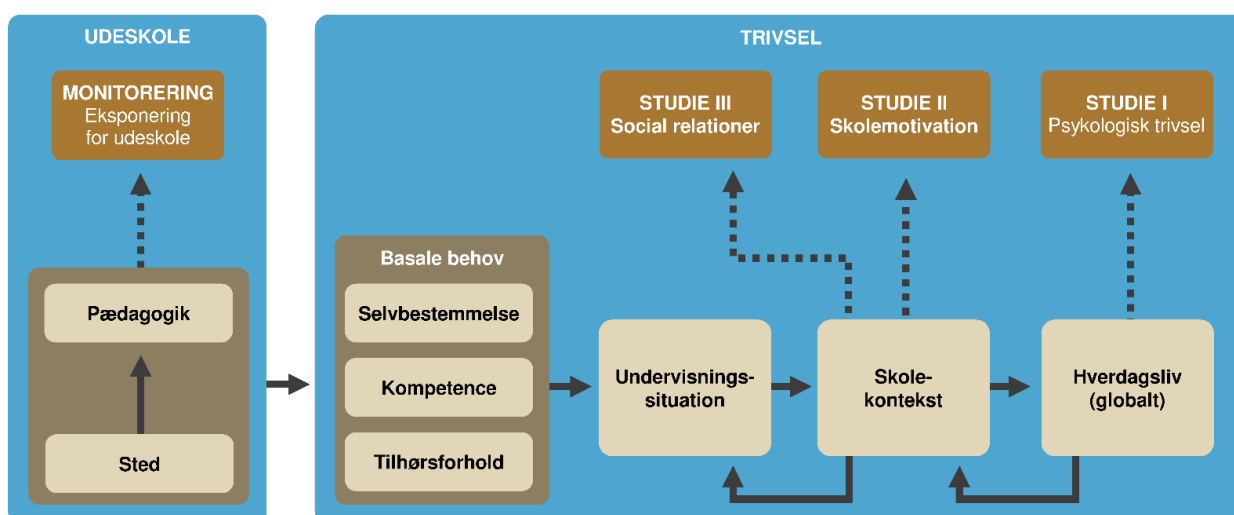 UDESKOLE
MONITORERING
Eksponering
for udeskole
Pædagogik
Sted
TRIVSEL
STUDIE III
Social relationer
STUDIE II
Skolemotivation
STUDIE I
Psykologisk trivsel
Basale behov
Selvbestemmelse
Kompetence
Tilhørsforhold
Undervisnings-
situation
Skole-
kontekst
Hverdagsliv
(globalt)